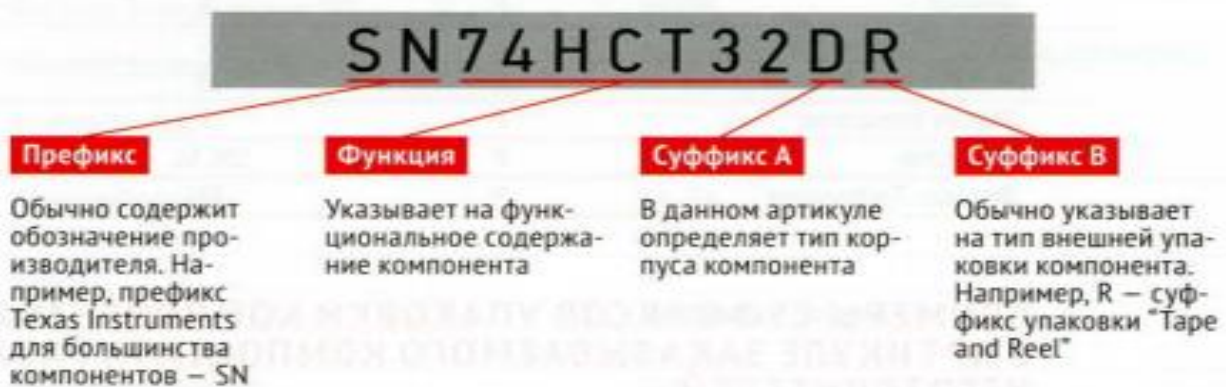 SN74HCT32DR
Префикс
Обычно содержит
обозначение про-
изводителя. На-
пример, префикс
Texas Instruments
для большинства
компонентов — SN
Функция
Указывает на функ-
циональное содержа-
ние компонента
Суффикс А
В данном артикуле
определяет тип кор-
пуса компонента
Суффикс В
Обычно указывает
на тип внешней упа-
ковки компонента.
Например, R — суф-
фикс упаковки "Tape
and Reel"